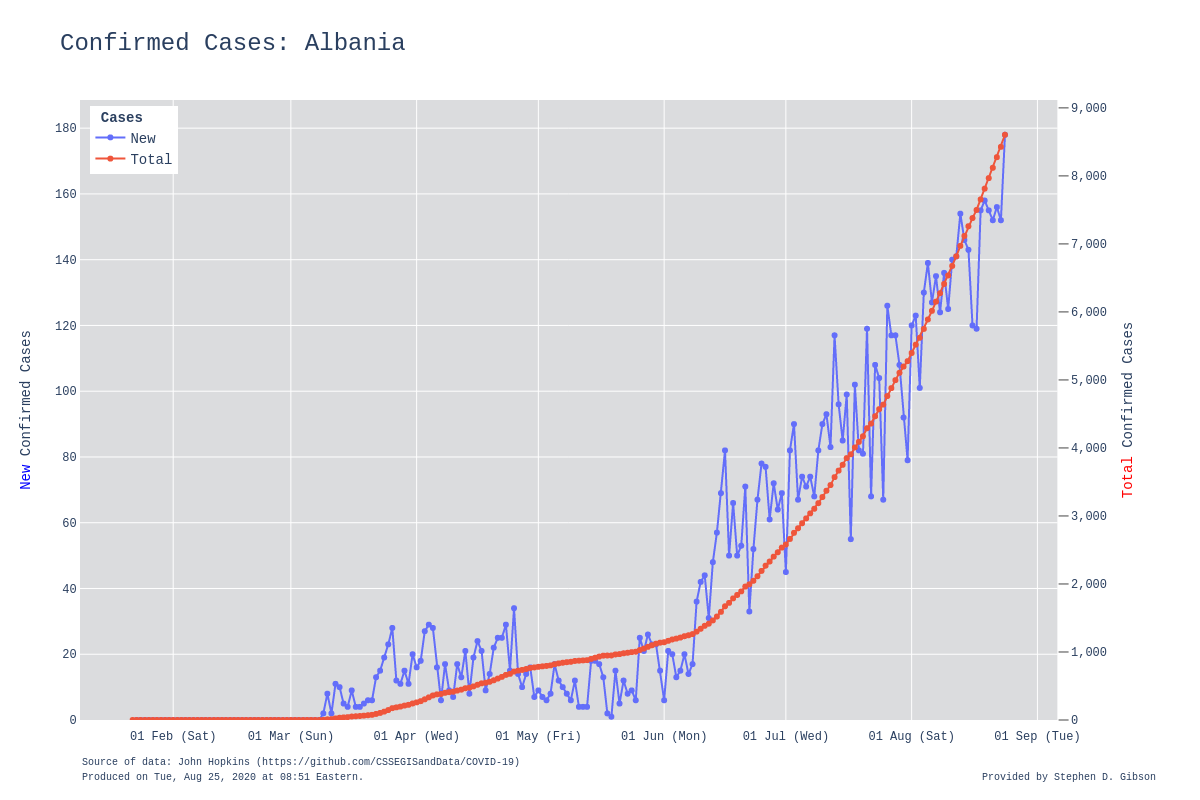 Confirmed Cases: Albania
Cases
New
Total
180
160
140
120
100
80
60
40
20
0
9,000
8,000
7,000
6,000
5,000
4,000
3,000
2,000
1,000
0
New Confirmed Cases
Total Confirmed Cases
01 Feb (Sat)
01 Mar (Sun)
01 Apr (Wed)
01 May (Fri)
01 Jun (Mon)
01 Jul (Wed)
01 Aug (Sat)
01 Sep (Tue)
Source of data: John Hopkins (https://github.com/CSSEGISandData/COVID-19)
Produced on Tue, Aug 25, 2020 at 08:51 Eastern.
Provided by Stephen D. Gibson